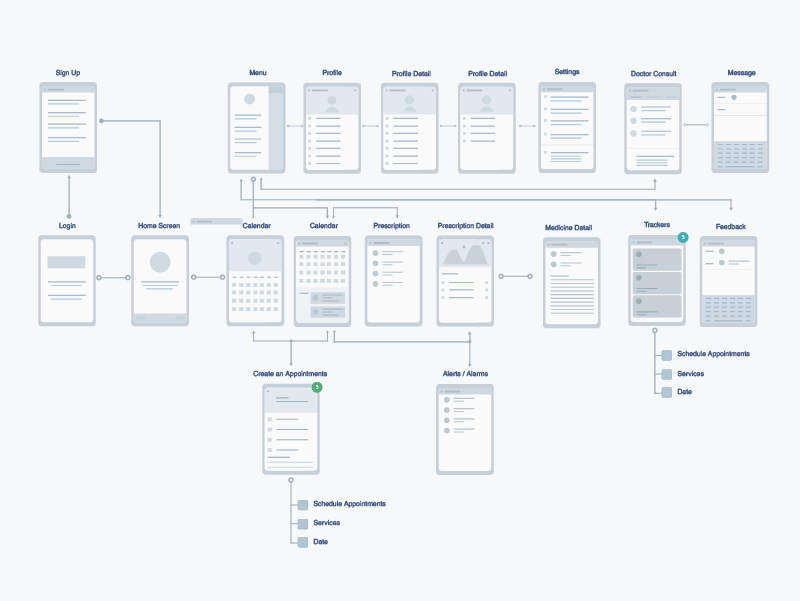 Sign Up
Menu
Profile
Profile Detail
Profile Detail
Settings
Doctor Consult
Message
Login
Home Screen
Calendar
Calendar
Prescription
Prescription Detail
Medicine Detail
Trackers
5
Feedback
Create an Appointments
5
Alerts / Alarms
Schedule Appointments
Services
Date
Schedule Appointments
Services
Date